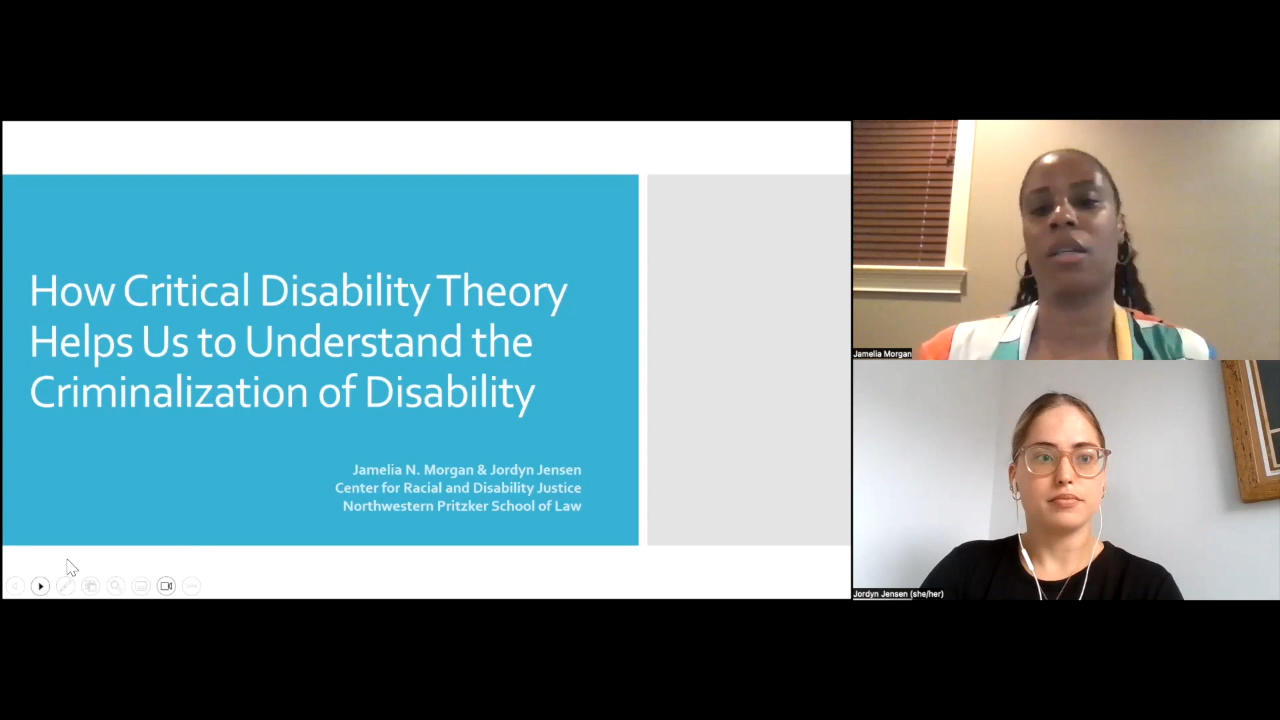 How Critical Disability Theory
Helps Us to Understand the
Criminalization of Disability
Jamelia N. Morgan & Jordyn Jensen
Center for Racial and Disability Justice
Northwestern Pritzker School of Law
Jamelia Morgan
Jordyn Jensen (she/her)